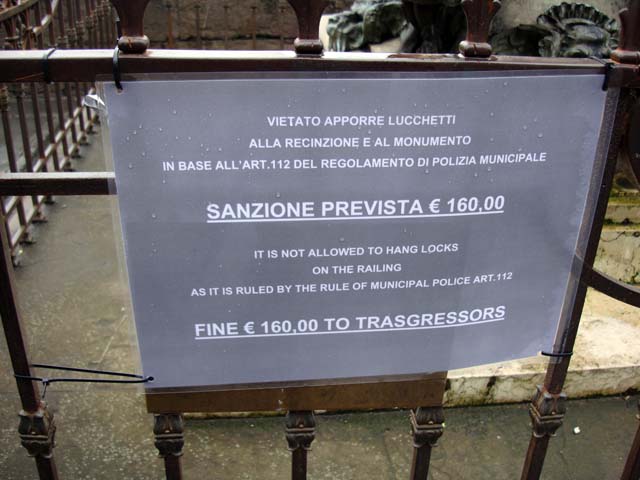 VIETATO APPORRE LUCCHETTI
ALLA RECINZIONE E AL MONUMENTO
IN BASE ALL'ART.112 DEL REGOLAMENTO DI POLIZIA MUNICIPALE
SANZIONE PREVISTA € 160,00
IT IS NOT ALLOWED TO HANG LOCKS
ON THE RAILING
AS IT IS RULED BY THE RULE OF MUNICIPAL POLICE ART.112
FINE € 160,00 TO TRASGRESSORS